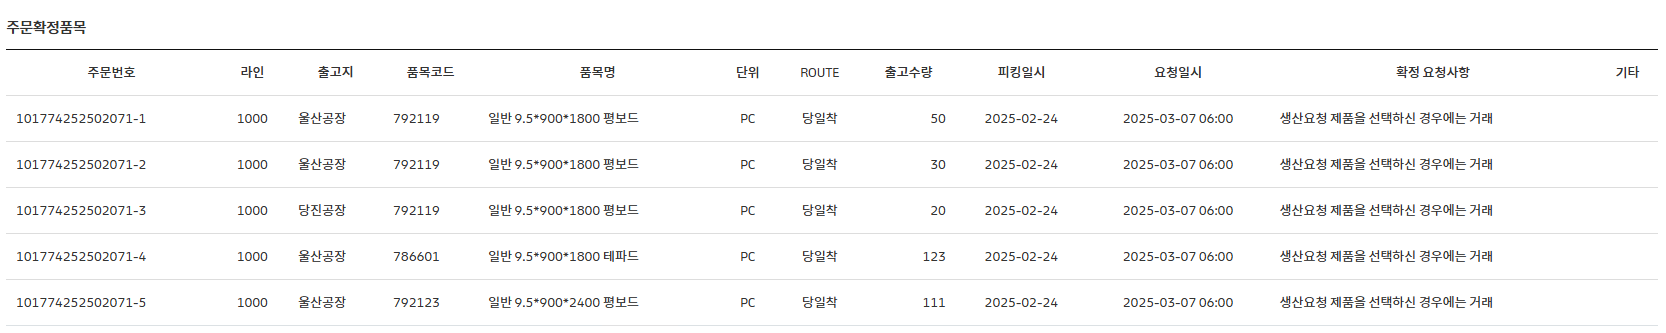 주문확정품목
주문번호 라인 출고지 품목코드 품목명 단위 ROUTE 출고수량 피킹일시 요청일시 확정 요청사항 기타
101774252502071-1 1000 울산공장 792119 일반 9.5*900*1800 평보드 PC 당일착 50 2025-02-24 2025-03-07 06:00 생산요청 제품을 선택하신 경우에는 거래
101774252502071-2 1000 울산공장 792119 일반 9.5*900*1800 평보드 PC 당일착 30 2025-02-24 2025-03-07 06:00 생산요청 제품을 선택하신 경우에는 거래
101774252502071-3 1000 당진공장 792119 일반 9.5*900*1800 평보드 PC 당일착 20 2025-02-24 2025-03-07 06:00 생산요청 제품을 선택하신 경우에는 거래
101774252502071-4 1000 울산공장 786601 일반 9.5*900*1800 테파드 PC 당일착 123 2025-02-24 2025-03-07 06:00 생산요청 제품을 선택하신 경우에는 거래
101774252502071-5 1000 울산공장 792123 일반 9.5*900*2400 평보드 PC 당일착 111 2025-02-24 2025-03-07 06:00 생산요청 제품을 선택하신 경우에는 거래